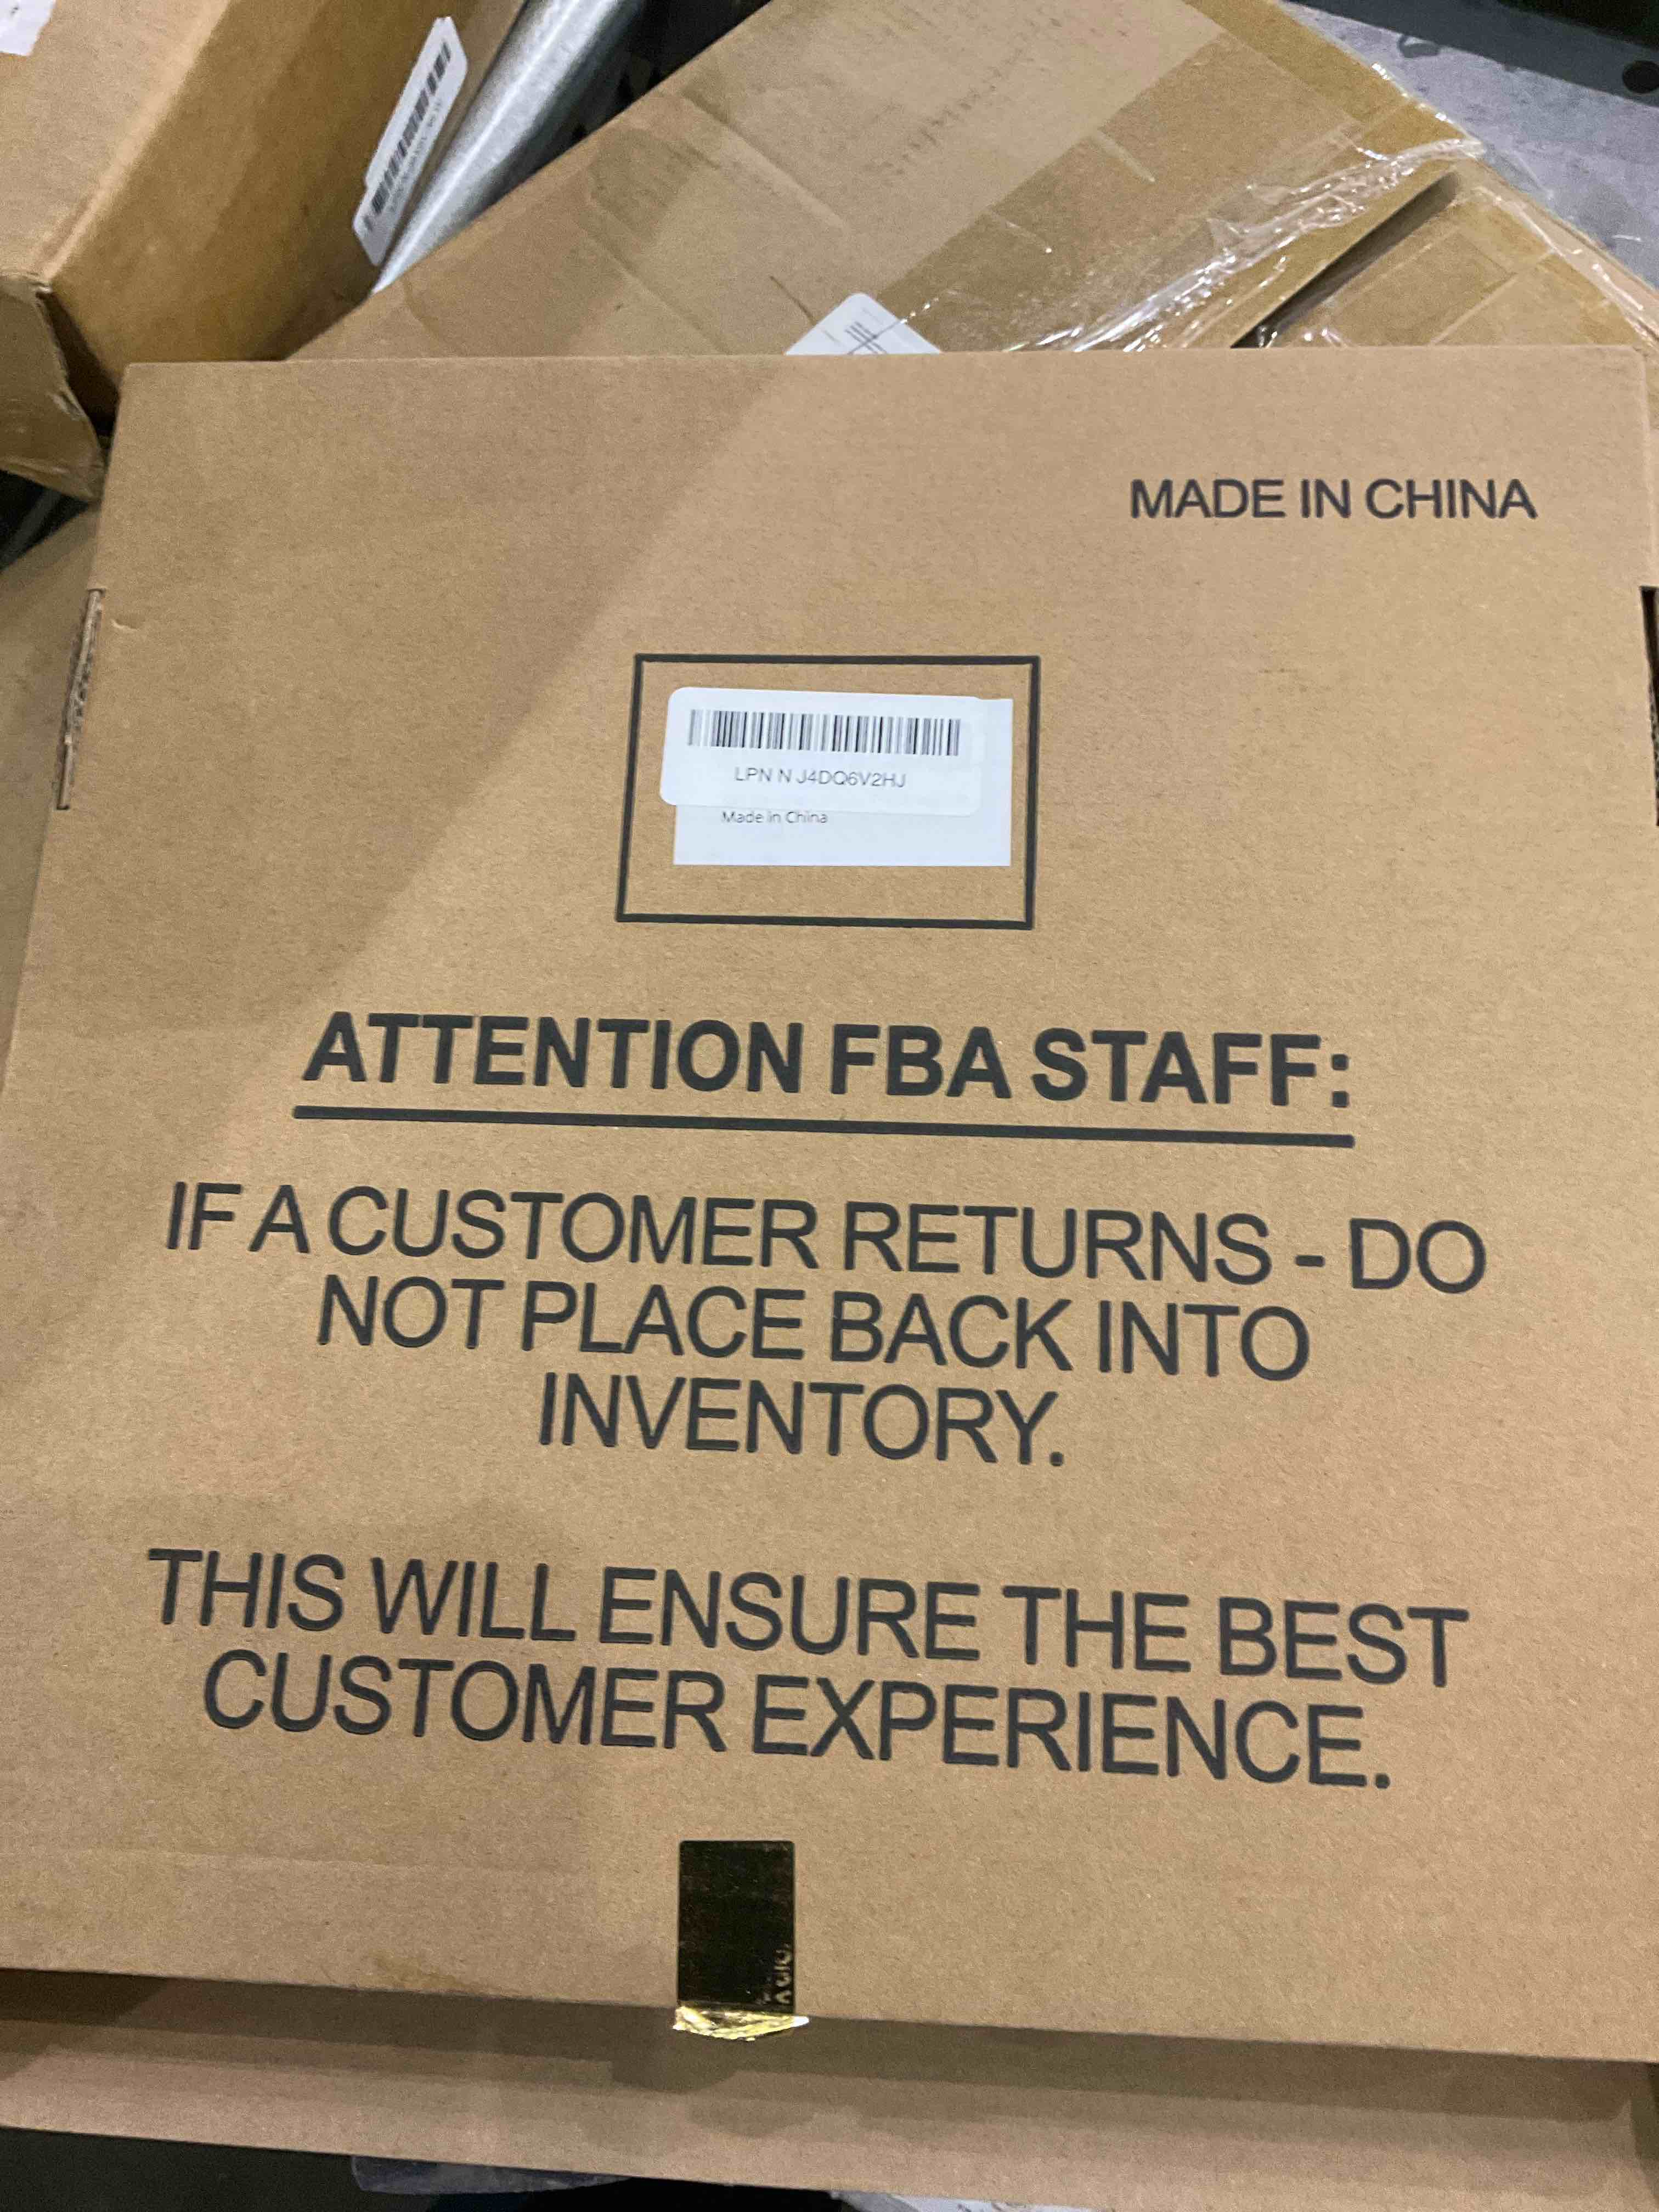 MADE IN CHINA
LPN N J4DQ6V2HJ
Made in China
ATTENTION FBA STAFF:
IF A CUSTOMER RETURNS - DO
NOT PLACE BACK INTO
INVENTORY.
THIS WILL ENSURE THE BEST
CUSTOMER EXPERIENCE.